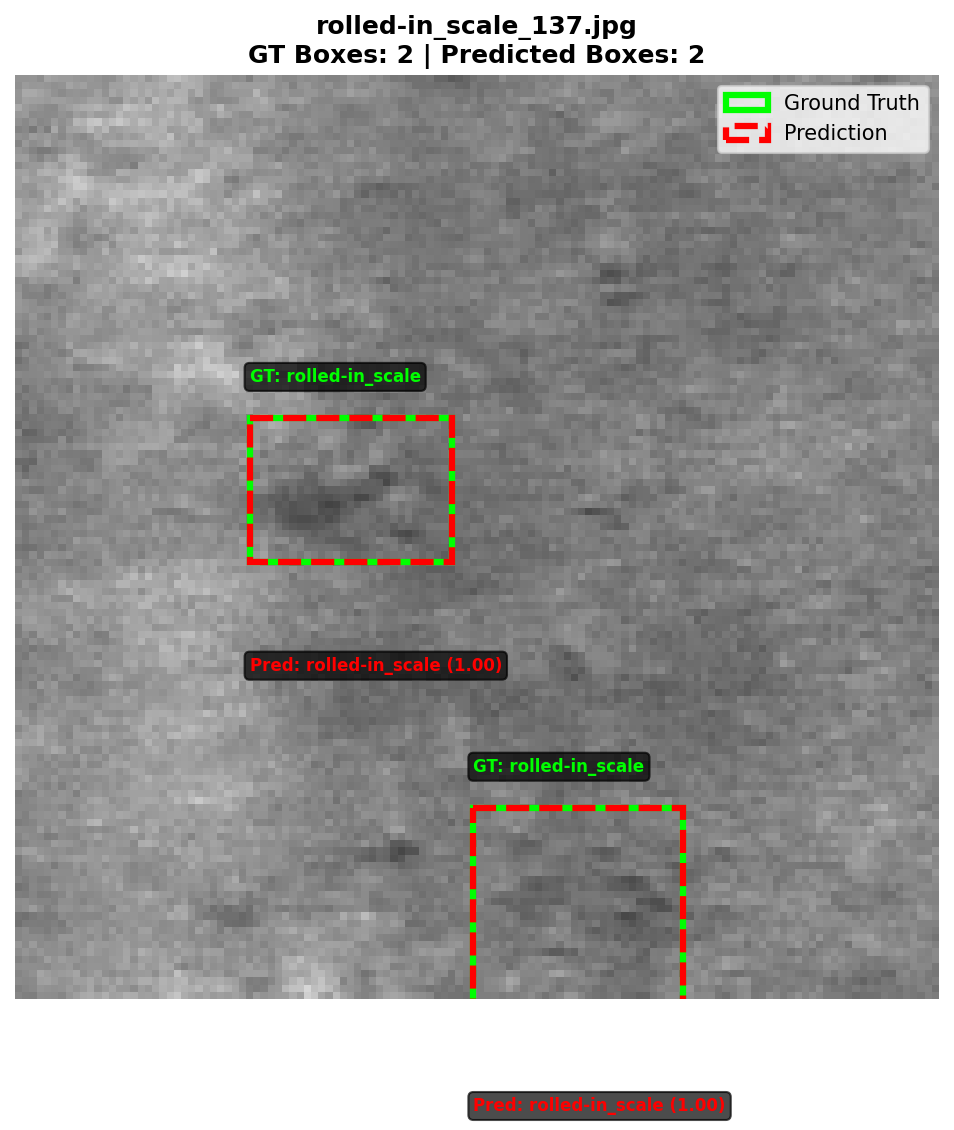 rolled-in_scale_137.jpg
GT Boxes: 2 | Predicted Boxes: 2
Ground Truth
Prediction
GT: rolled-in_scale
Pred: rolled-in_scale (1.00)
GT: rolled-in_scale
Pred: rolled-in_scale (1.00)